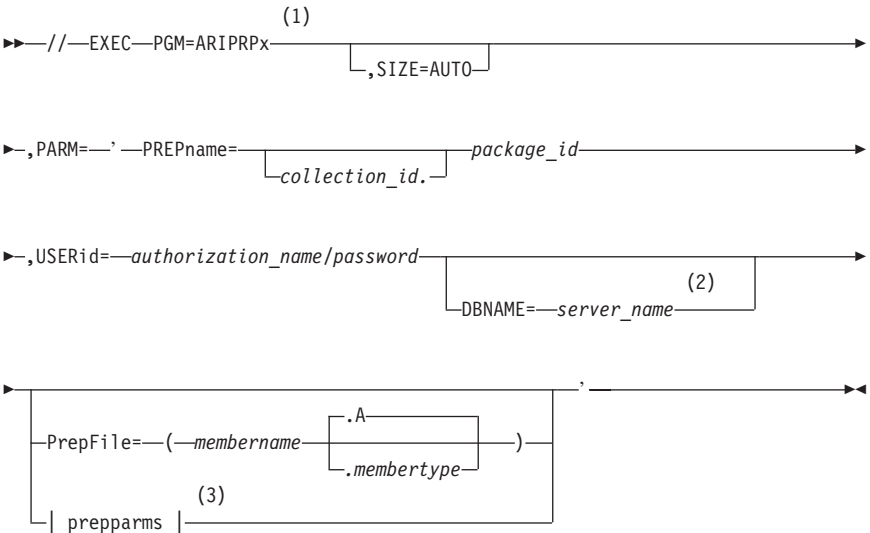 (1)
// EXEC PGM=ARIPRPx
,SIZE=AUTO
,PARM= ’ PREPname= package_id
collection_id.
,USERid= authorization_name/password
(2)
DBNAME= server_name
’
.A
PrepFile= ( membername )
.membertype
(3)
prepparms